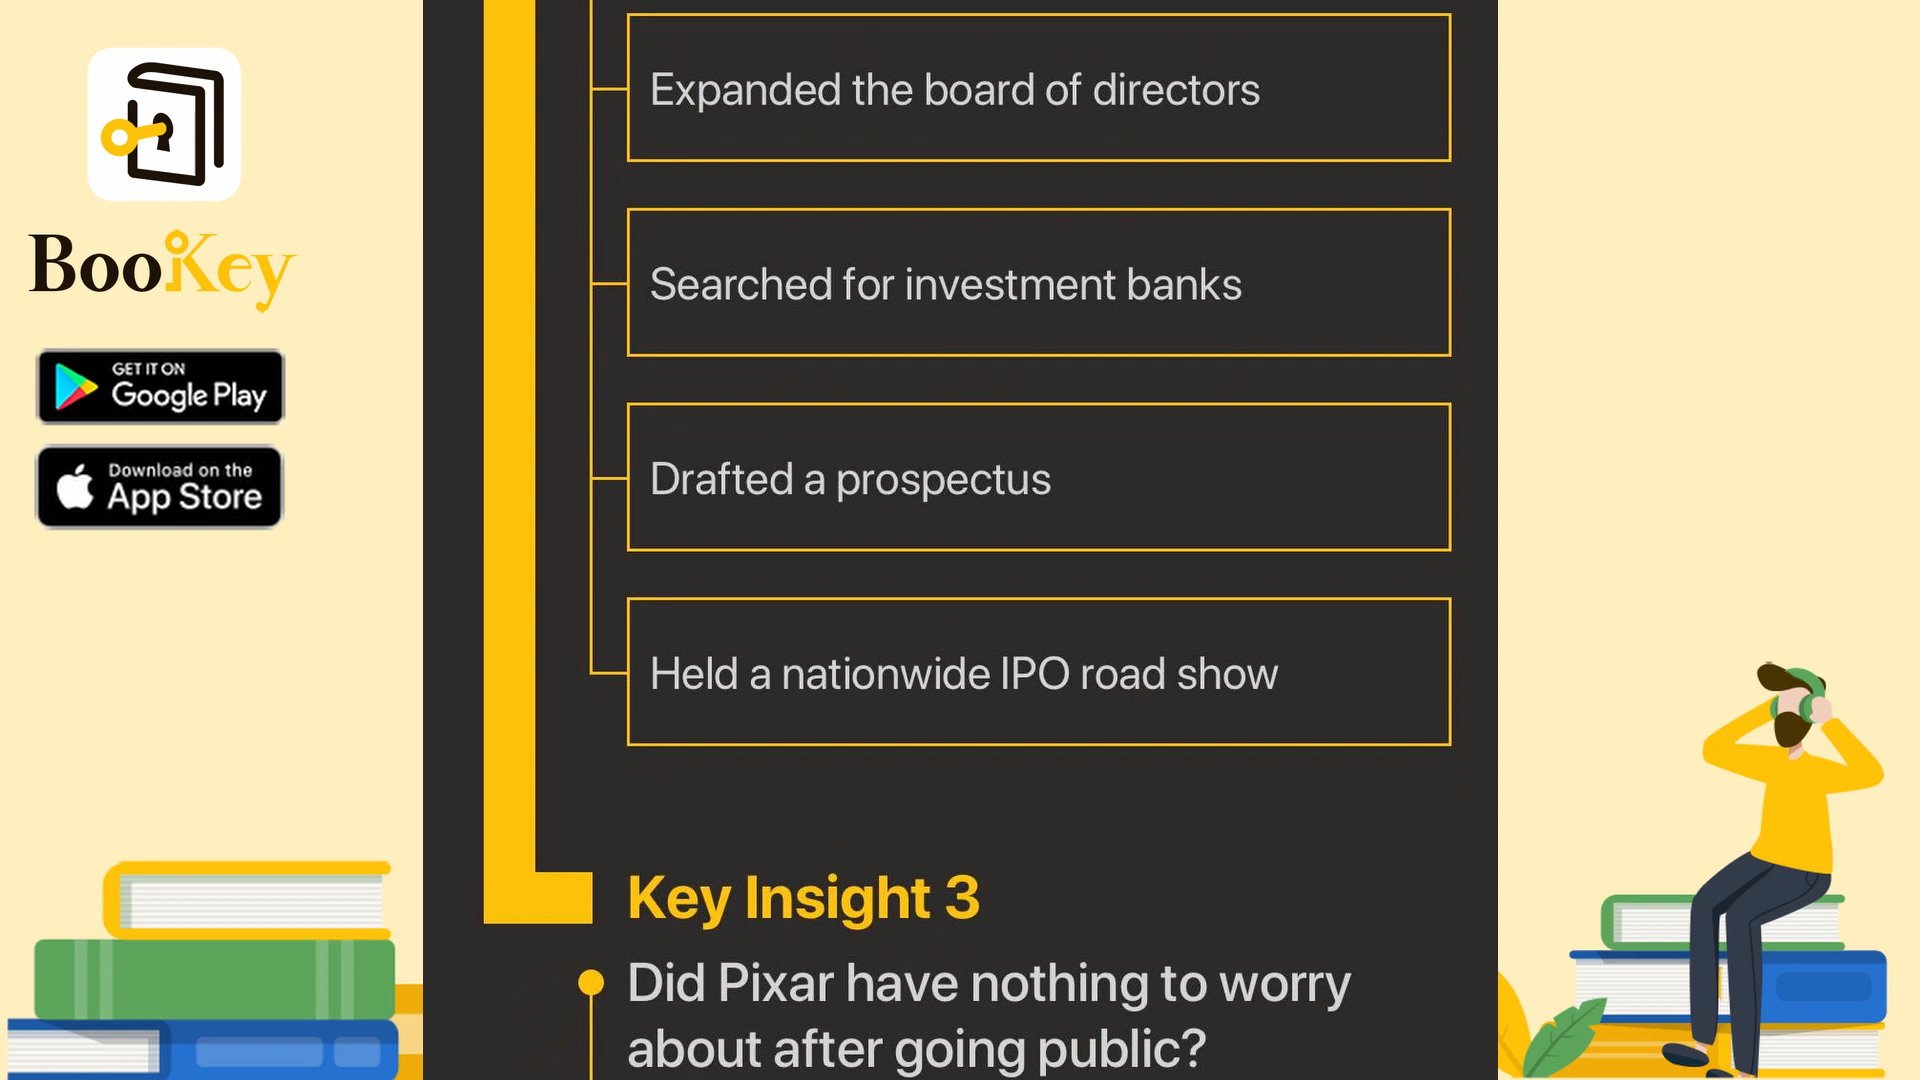 BooKey
GET IT ON
Google Play
Download on the
App Store
Expanded the board of directors
Searched for investment banks
Drafted a prospectus
Held a nationwide IPO road show
Key Insight 3
Did Pixar have nothing to worry
about after going public?